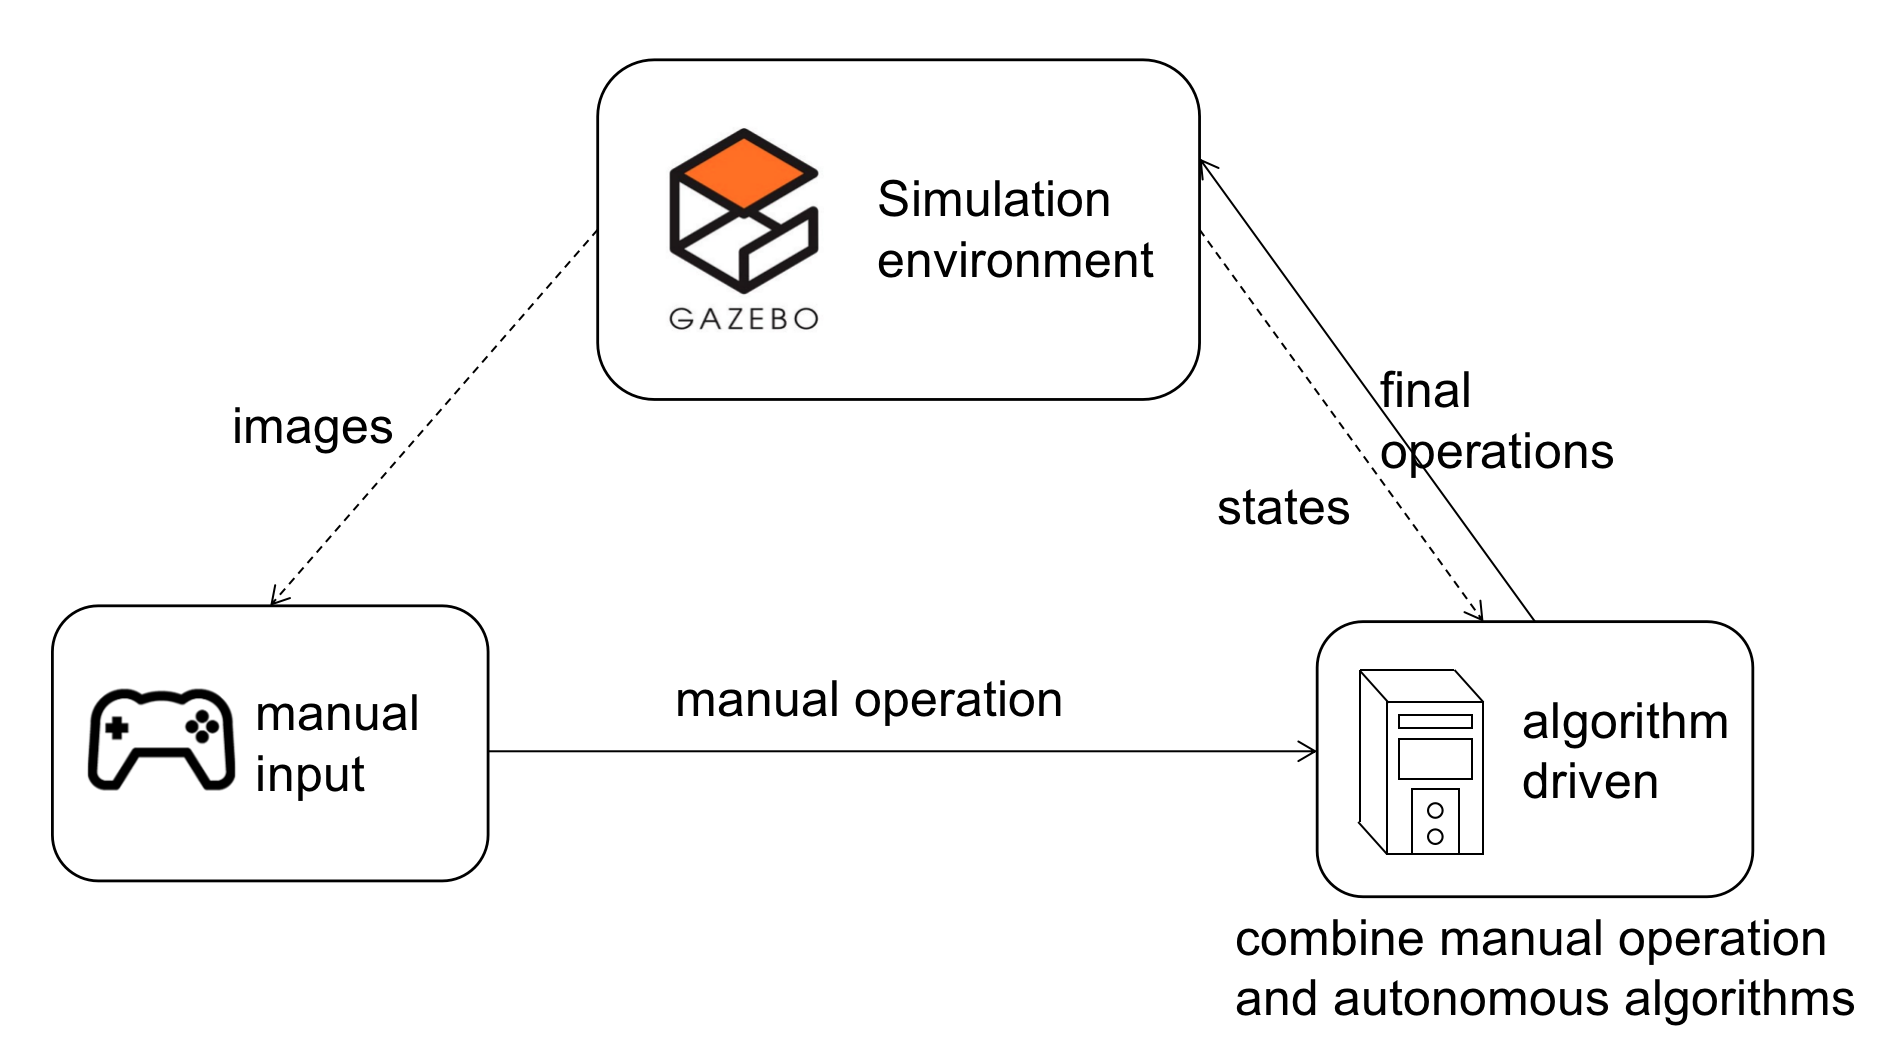 Simulation
environment
GAZEBO
images
final
operations
states
manual
input
manual operation
algorithm
driven
combine manual operation
and autonomous algorithms